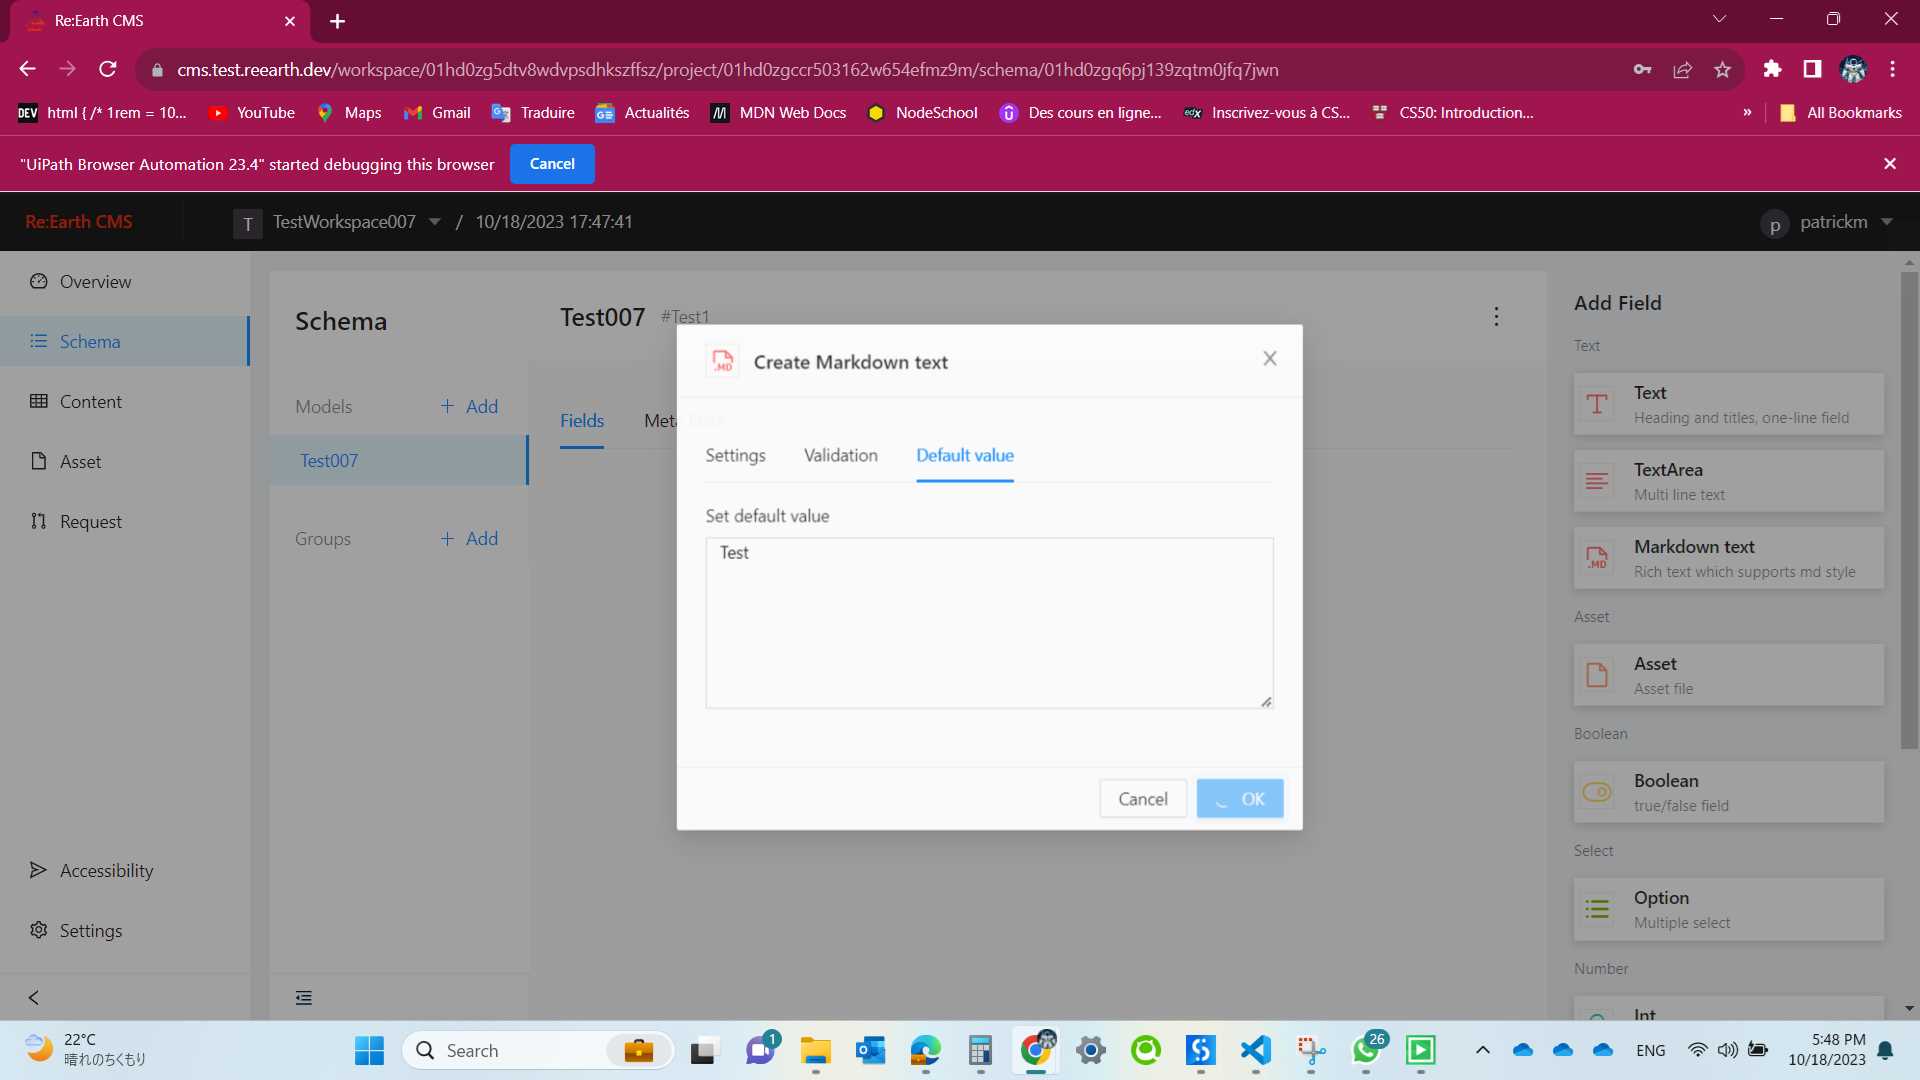 Re:Earth CMS
cms.test.reearth.dev/workspace/01hd0zg5dtv8wdvpsdhkszffsz/project/01hd0zgccr503162w654efmz9m/schema/01hd0zgq6pj139zqtm0jfq7jwn
DEV html { /* 1rem = 10... YouTube Maps Gmail Traduire Actualités MDN Web Docs NodeSchool Des cours en ligne... edX Inscrivez-vous à CS... CS50: Introduction... » All Bookmarks
"UiPath Browser Automation 23.4" started debugging this browser Cancel
Re:Earth CMS T TestWorkspace007 / 10/18/2023 17:47:41 p patrickm
Overview
Schema
Content
Asset
Request
Accessibility
Settings
Schema
Models + Add
Test007
Groups + Add
Test007 #Test1
Fields Meta
.MD Create Markdown text
Settings Validation Default value
Set default value
Test
Cancel OK
Add Field
Text
Text
Heading and titles, one-line field
TextArea
Multi line text
.MD Markdown text
Rich text which supports md style
Asset
Asset
Asset file
Boolean
Boolean
true/false field
Select
Option
Multiple select
Number
Int
22°C
晴れのちくもり
Search
1
26
ENG
5:48 PM
10/18/2023